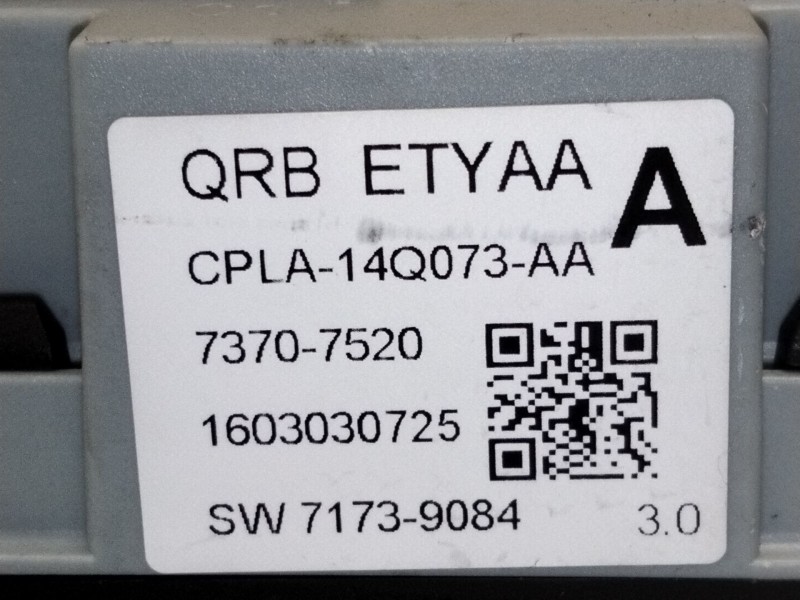 QRB ETYAA
A
CPLA-14Q073-AA
7370-7520
1603030725
SW 7173-9084
3.0